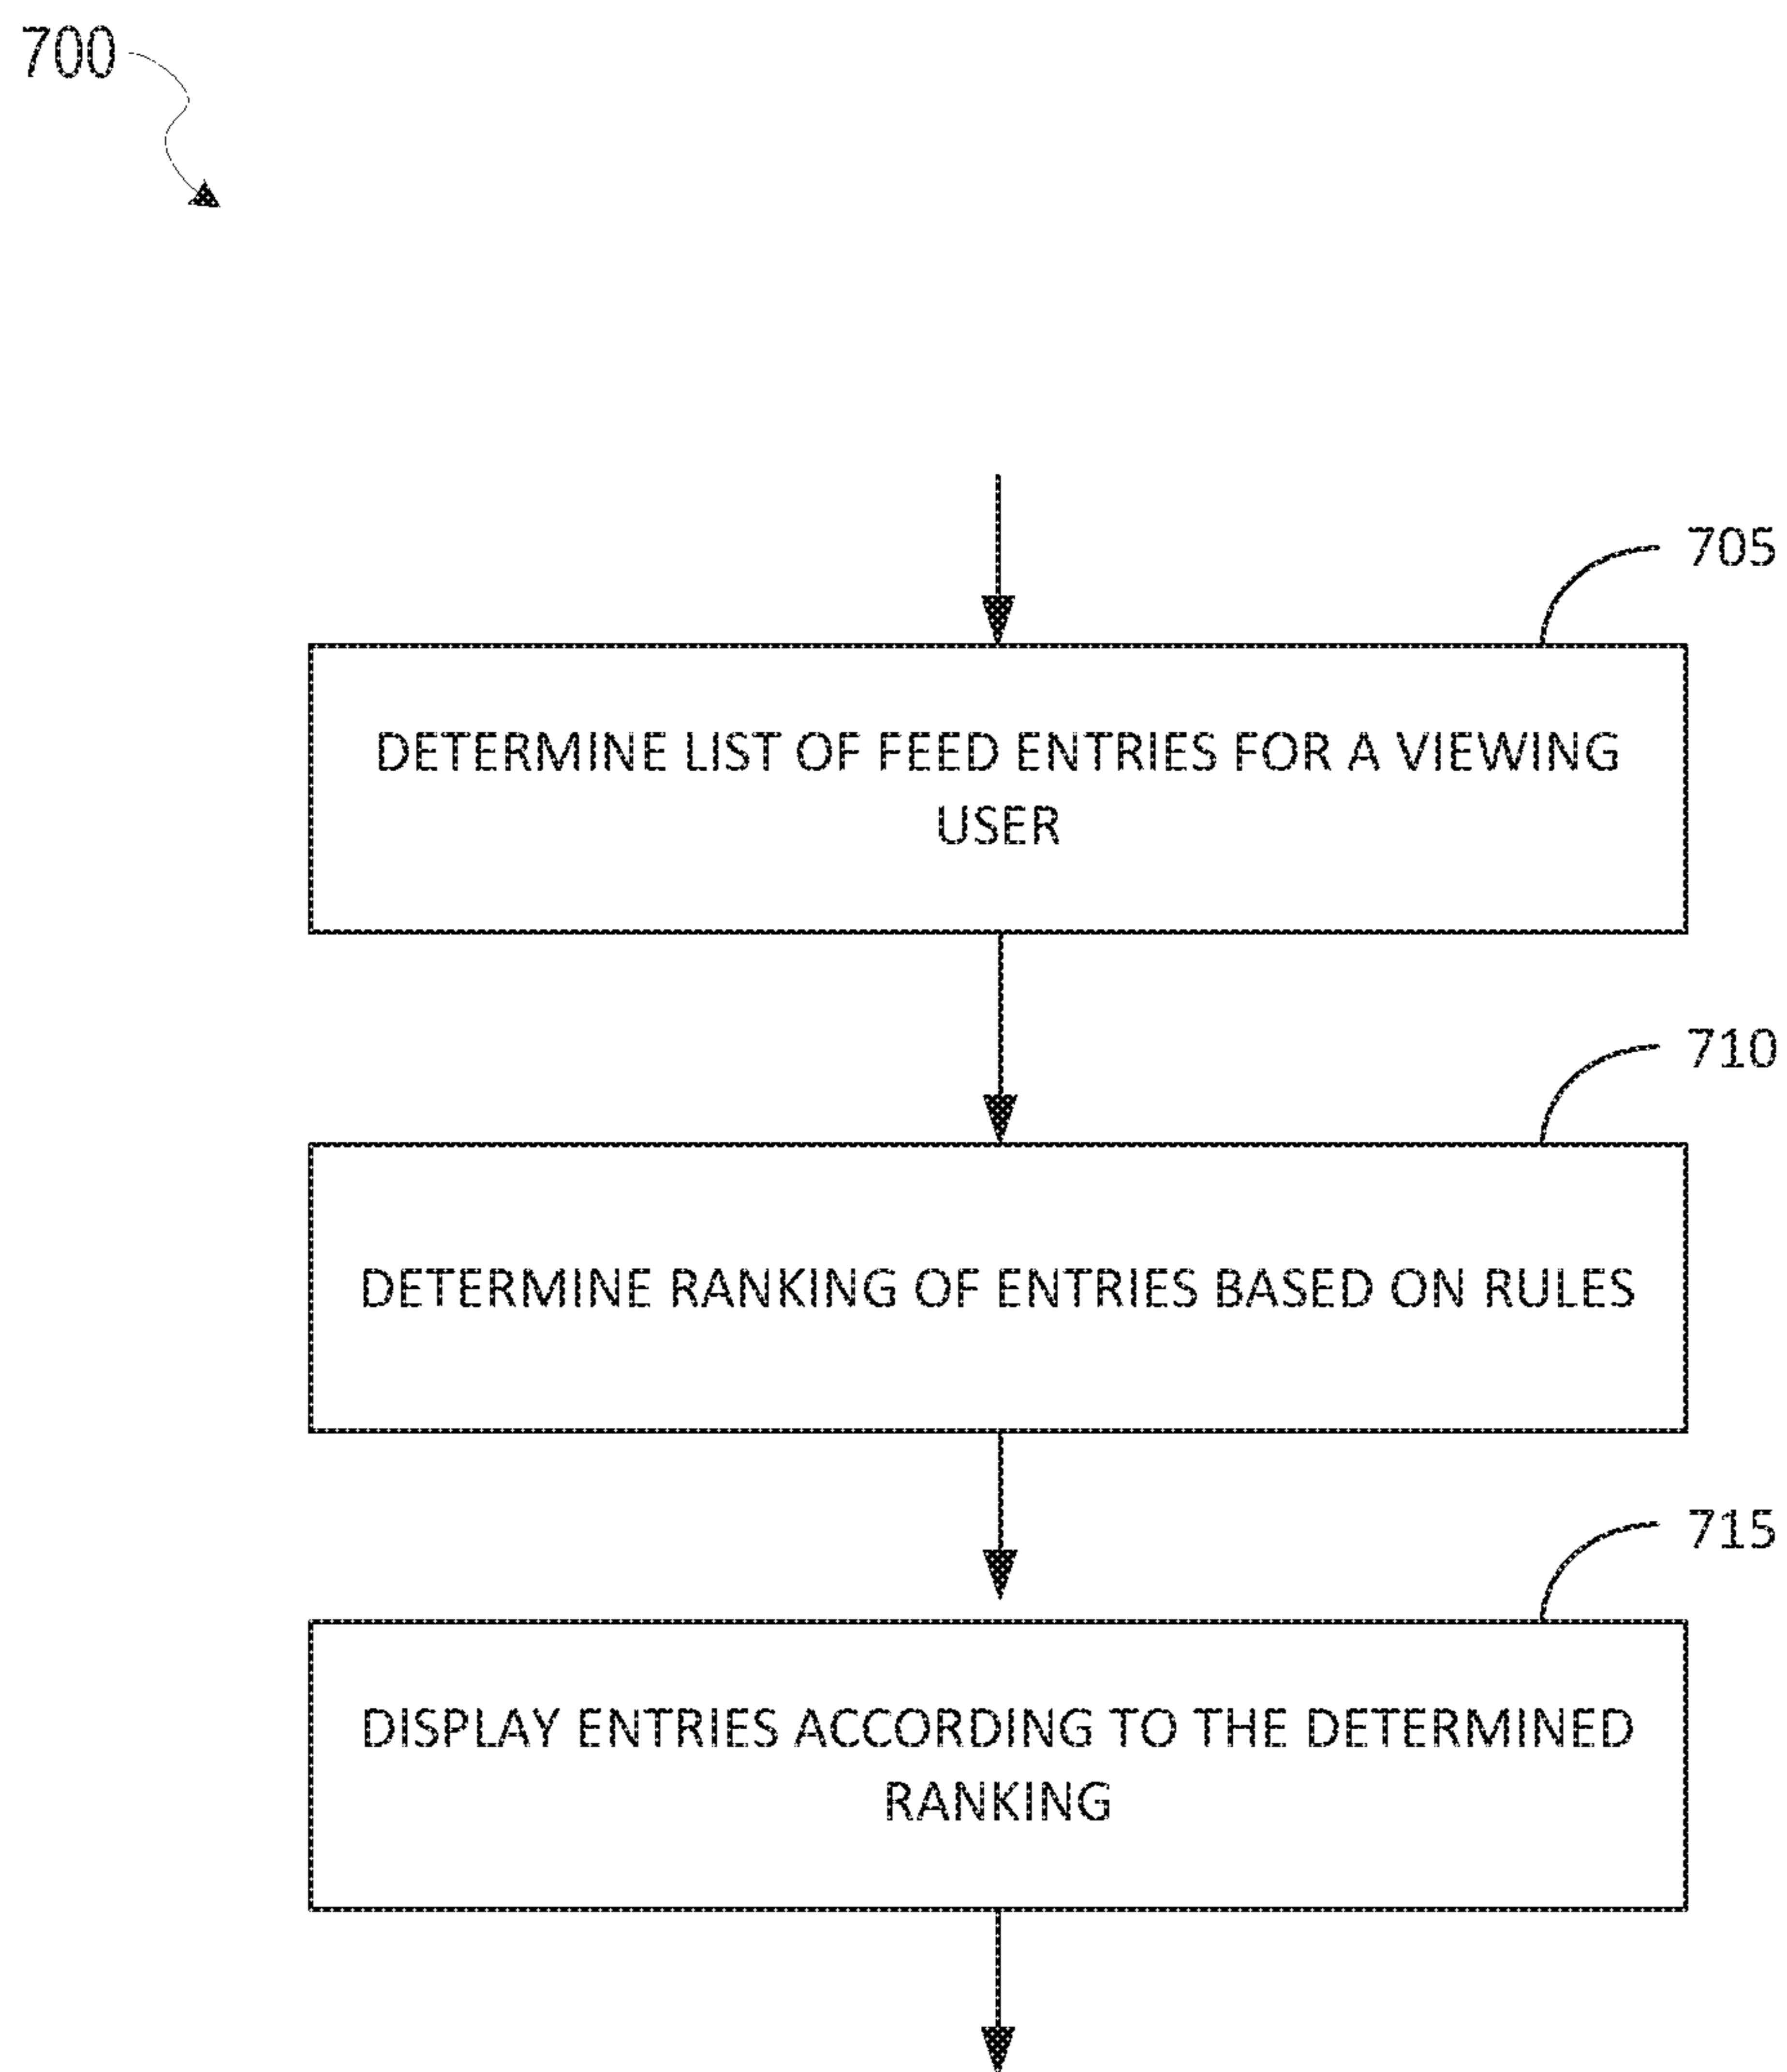 700
705
DETERMINE LIST OF FEED ENTRIES FOR A VIEWING
USER
710
DETERMINE RANKING OF ENTRIES BASED ON RULES
715
DISPLAY ENTRIES ACCORDING TO THE DETERMINED
RANKING